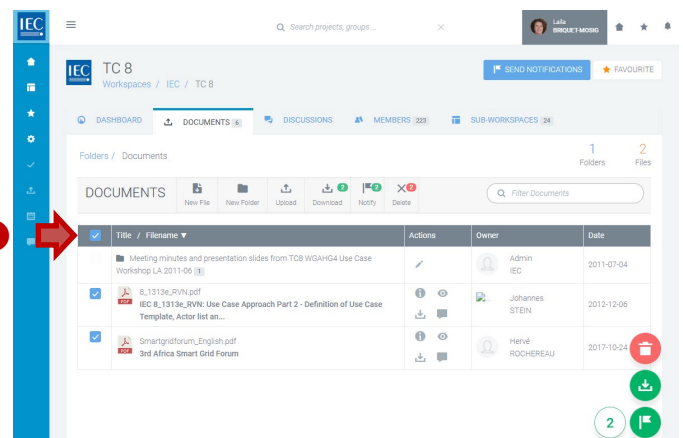 IEC
Search projects, groups ...
Laila
BRIQUET-MOSIG
IEC
TC 8
Workspaces / IEC / TC 8
SEND NOTIFICATIONS
FAVOURITE
DASHBOARD
DOCUMENTS 6
DISCUSSIONS
MEMBERS 223
SUB-WORKSPACES 24
Folders / Documents
1
Folders
2
Files
DOCUMENTS
New File
New Folder
Upload
2
Download
2
Notify
2
Delete
Filter Documents
Title / Filename ▼
Actions
Owner
Date
Meeting minutes and presentation slides from TC8 WGAHG4 Use Case
Workshop LA 2011-06 1
Admin
IEC
2011-07-04
PDF
8_1313e_RVN.pdf
IEC 8_1313e_RVN: Use Case Approach Part 2 - Definition of Use Case
Template, Actor list an...
Johannes
STEIN
2012-12-06
PDF
Smartgridforum_English.pdf
3rd Africa Smart Grid Forum
Hervé
ROCHEREAU
2017-10-24
2